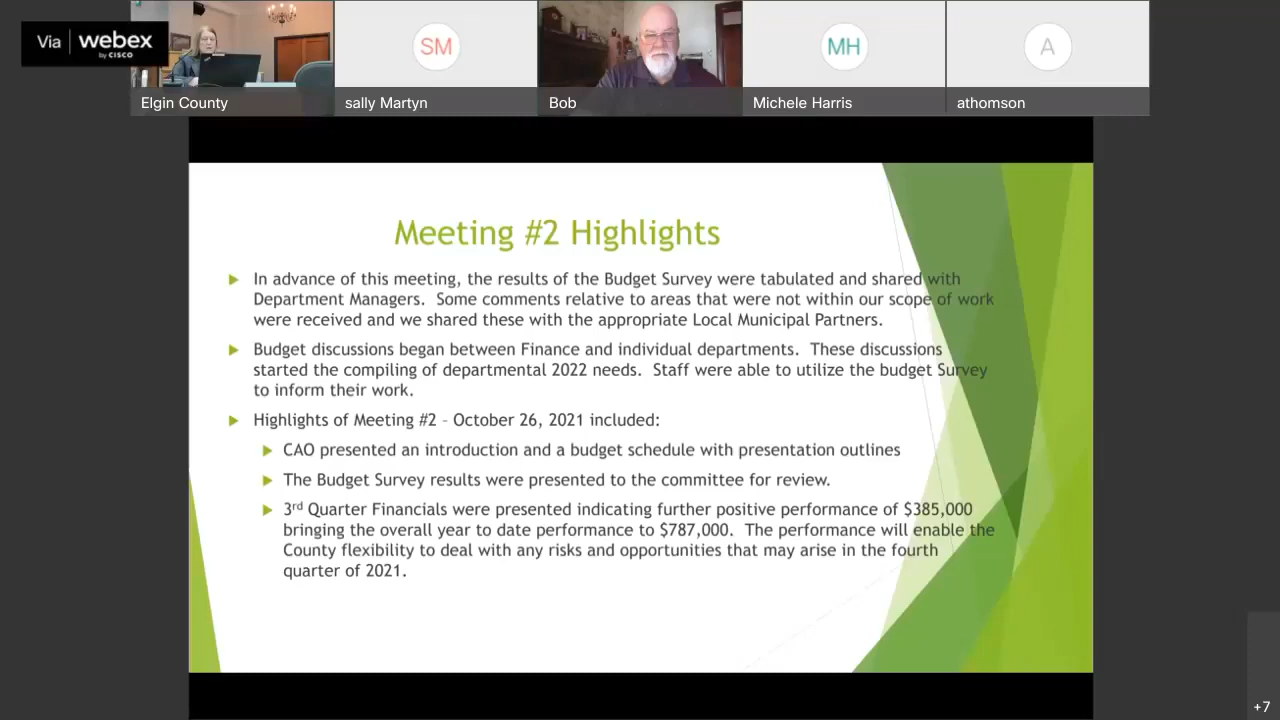 Via webex
by CISCO
Elgin County
SM
sally Martyn
Bob
MH
Michele Harris
A
athomson
Meeting #2 Highlights
In advance of this meeting, the results of the Budget Survey were tabulated and shared with
Department Managers. Some comments relative to areas that were not within our scope of work
were received and we shared these with the appropriate Local Municipal Partners.
Budget discussions began between Finance and individual departments. These discussions
started the compiling of departmental 2022 needs. Staff were able to utilize the budget Survey
to inform their work.
Highlights of Meeting #2 – October 26, 2021 included:
CAO presented an introduction and a budget schedule with presentation outlines
The Budget Survey results were presented to the committee for review.
3rd Quarter Financials were presented indicating further positive performance of $385,000
bringing the overall year to date performance to $787,000. The performance will enable the
County flexibility to deal with any risks and opportunities that may arise in the fourth
quarter of 2021.
+7